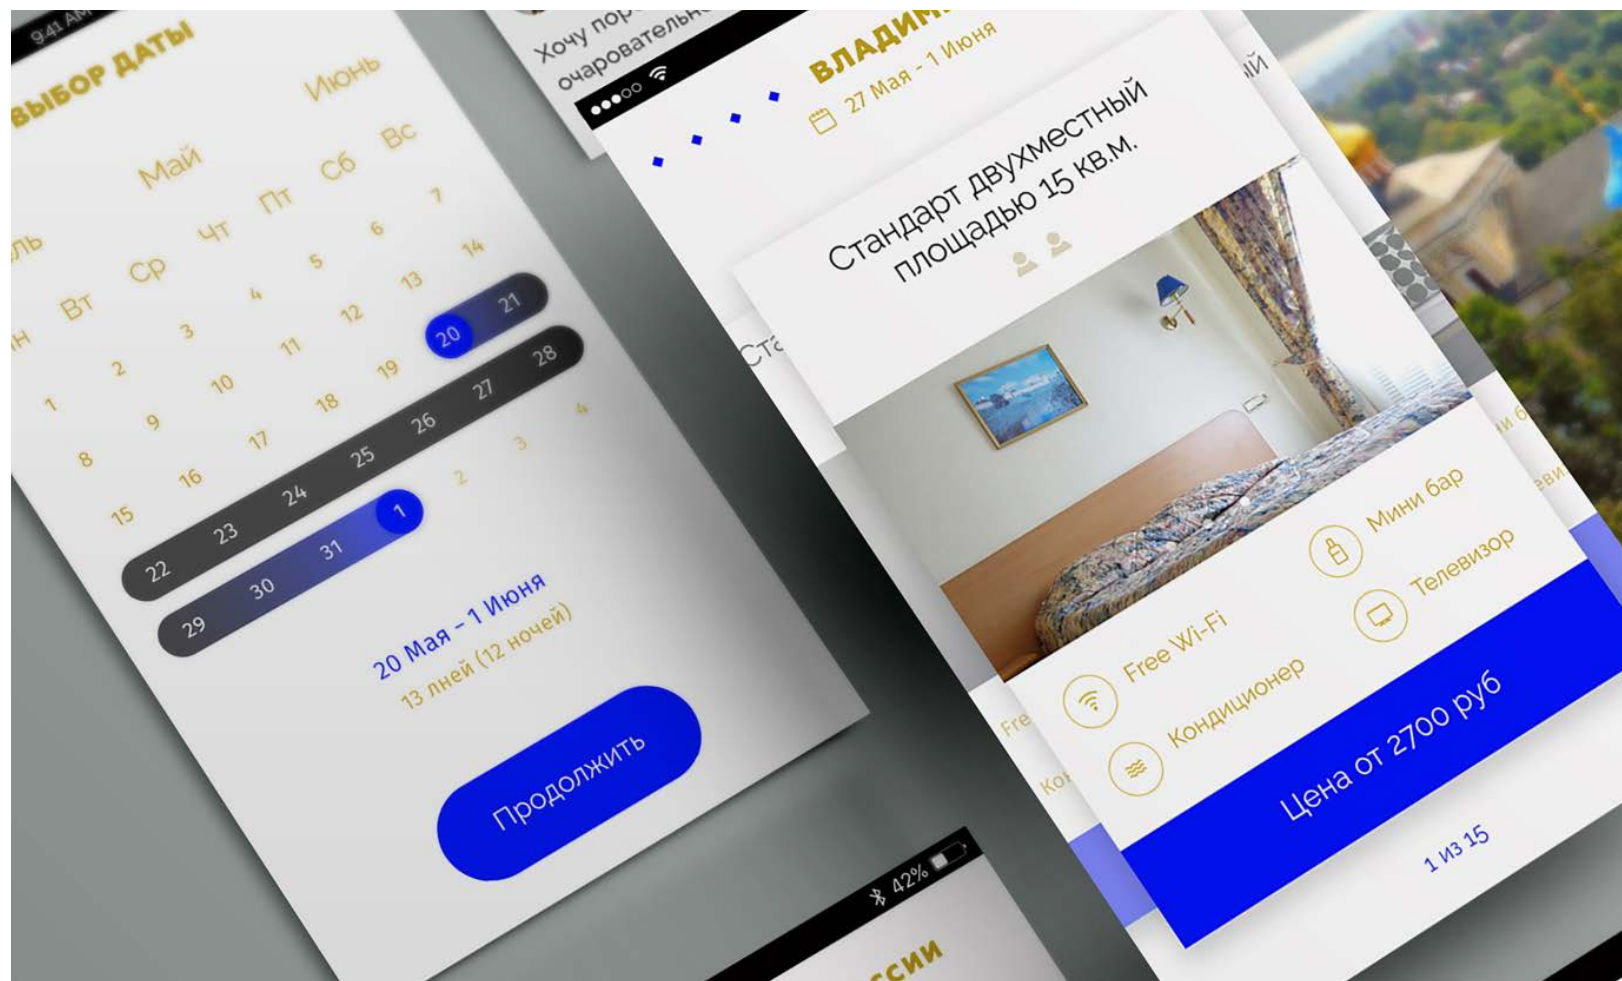 9:41 AM
ВЫБОР ДАТЫ
Май
Июнь
Вт Ср Чт Пт Сб Вс
1 2 3 4 5 6 7
8 9 10 11 12 13 14
15 16 17 18 19 20 21
22 23 24 25 26 27 28
29 30 31 1 2 3 4
20 Мая – 1 Июня
13 лней (12 ночей)
Продолжить
Хочу
27 Мая - 1 Июня
Стандарт двухместный
площадью 15 кв.м.
Free Wi-Fi
Мини бар
Кондиционер
Телевизор
Цена от 2700 руб
1 из 15
42%